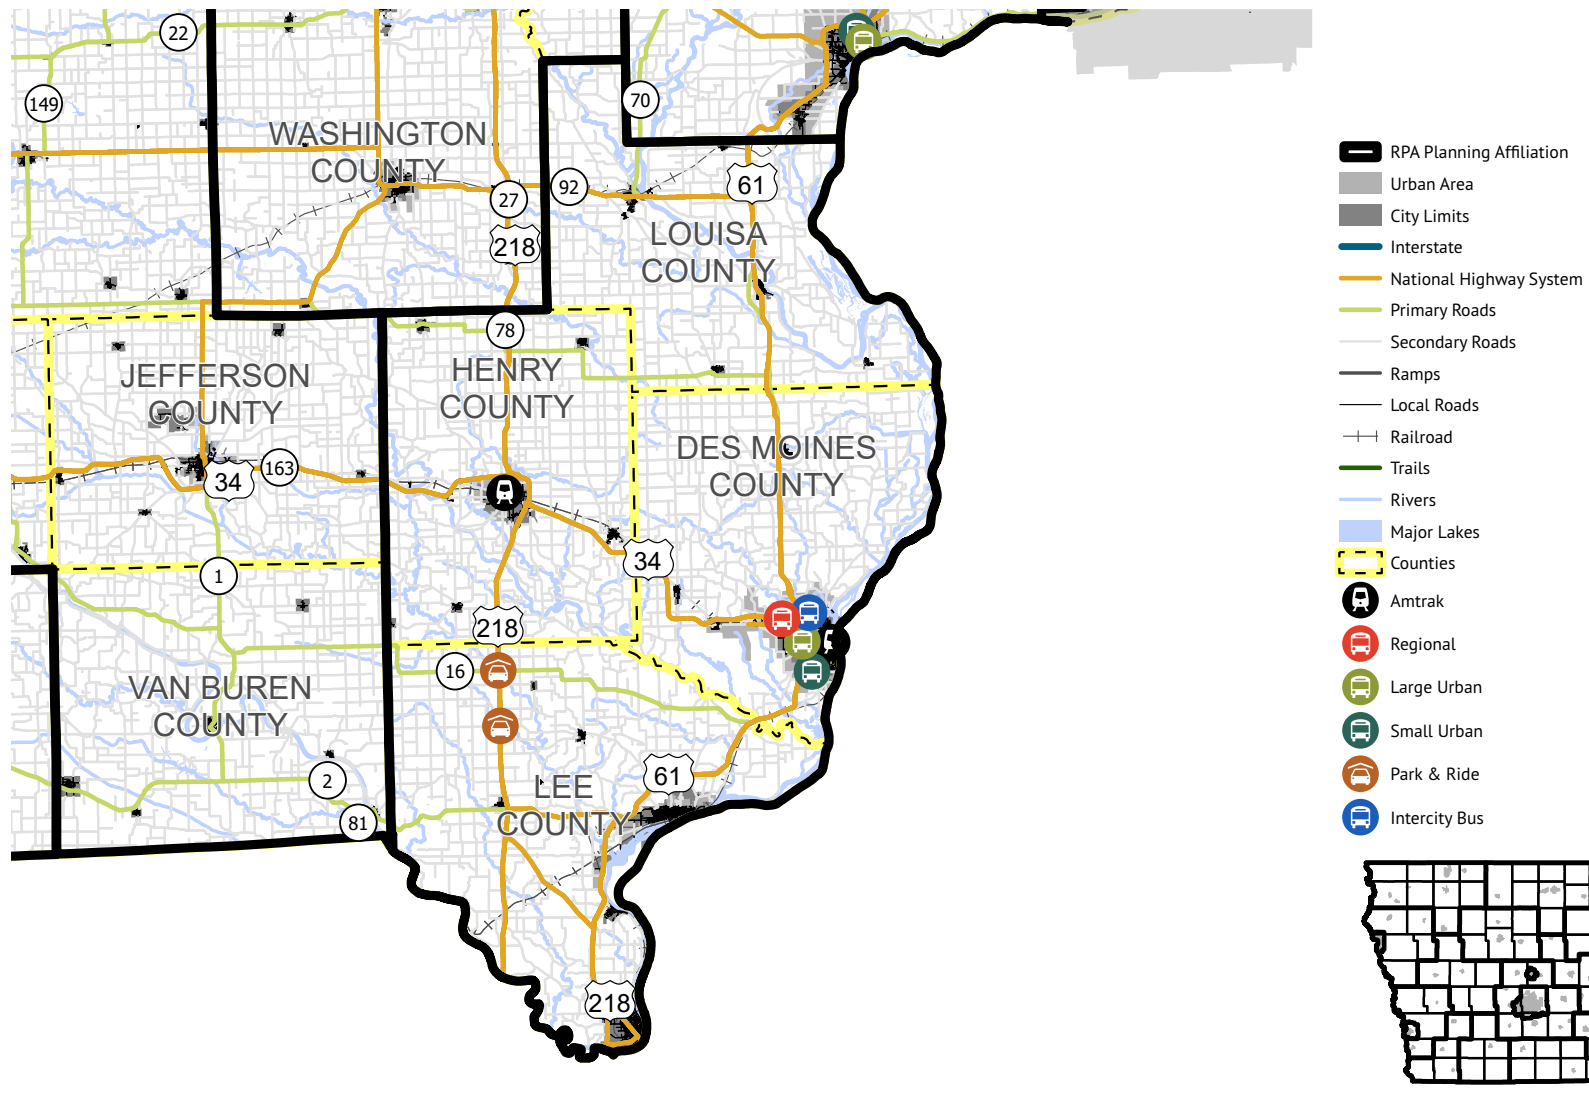 22
149
70
WASHINGTON
COUNTY
92
61
27
218
LOUISA
COUNTY
78
HENRY
COUNTY
JEFFERSON
COUNTY
DES MOINES
COUNTY
163
34
34
1
218
16
VAN BUREN
COUNTY
2
81
61
LEE
COUNTY
218
RPA Planning Affiliation
Urban Area
City Limits
Interstate
National Highway System
Primary Roads
Secondary Roads
Ramps
Local Roads
Railroad
Trails
Rivers
Major Lakes
Counties
Amtrak
Regional
Large Urban
Small Urban
Park & Ride
Intercity Bus